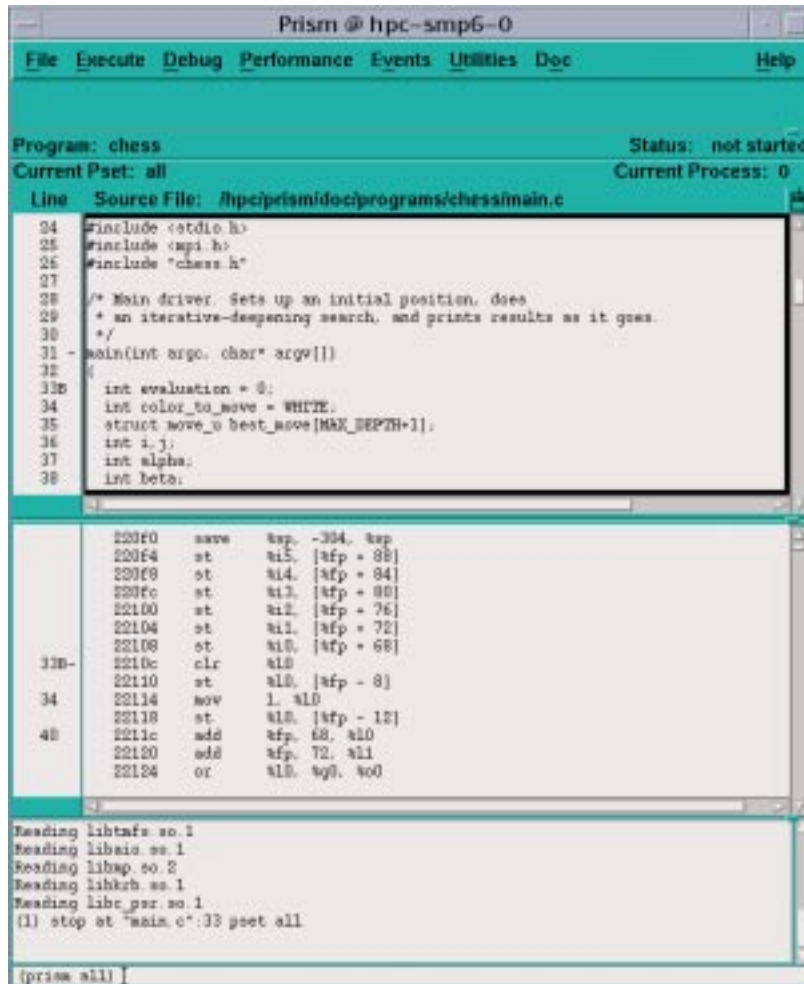 Prism @ hpc-smp6-0
File Execute Debug Performance Events Utilities Doc Help
Program: chess Status: not started
Current Pset: all Current Process: 0
Line Source File: /hpc/prism/doc/programs/chess/main.c
24 #include <stdio.h>
25 #include <mpi.h>
26 #include "chess.h"
27
28 /* Main driver. Sets up an initial position, does
29 * an iterative-deepening search, and prints results as it goes.
30 */
31 - main(int argc, char* argv[])
32 {
33B int evaluation = 0;
34 int color_to_move = WHITE;
35 struct move_u best_move[MAX_DEPTH+1];
36 int i,j;
37 int alpha;
38 int beta;
220f0 save %sp, -304, %sp
220f4 st %i5, [%fp + 88]
220f8 st %i4, [%fp + 84]
220fc st %i3, [%fp + 80]
22100 st %i2, [%fp + 76]
22104 st %i1, [%fp + 72]
22108 st %i0, [%fp + 68]
33B- 2210c clr %l0
22110 st %l0, [%fp - 8]
34 22114 mov 1, %l0
22118 st %l0, [%fp - 12]
40 2211c add %fp, 68, %l0
22120 add %fp, 72, %l1
22124 or %l0, %g0, %o0
Reading libtmfs.so.1
Reading libaio.so.1
Reading libmp.so.2
Reading libkrb.so.1
Reading libc_psr.so.1
(1) stop at "main.c":33 pset all
(prism all)